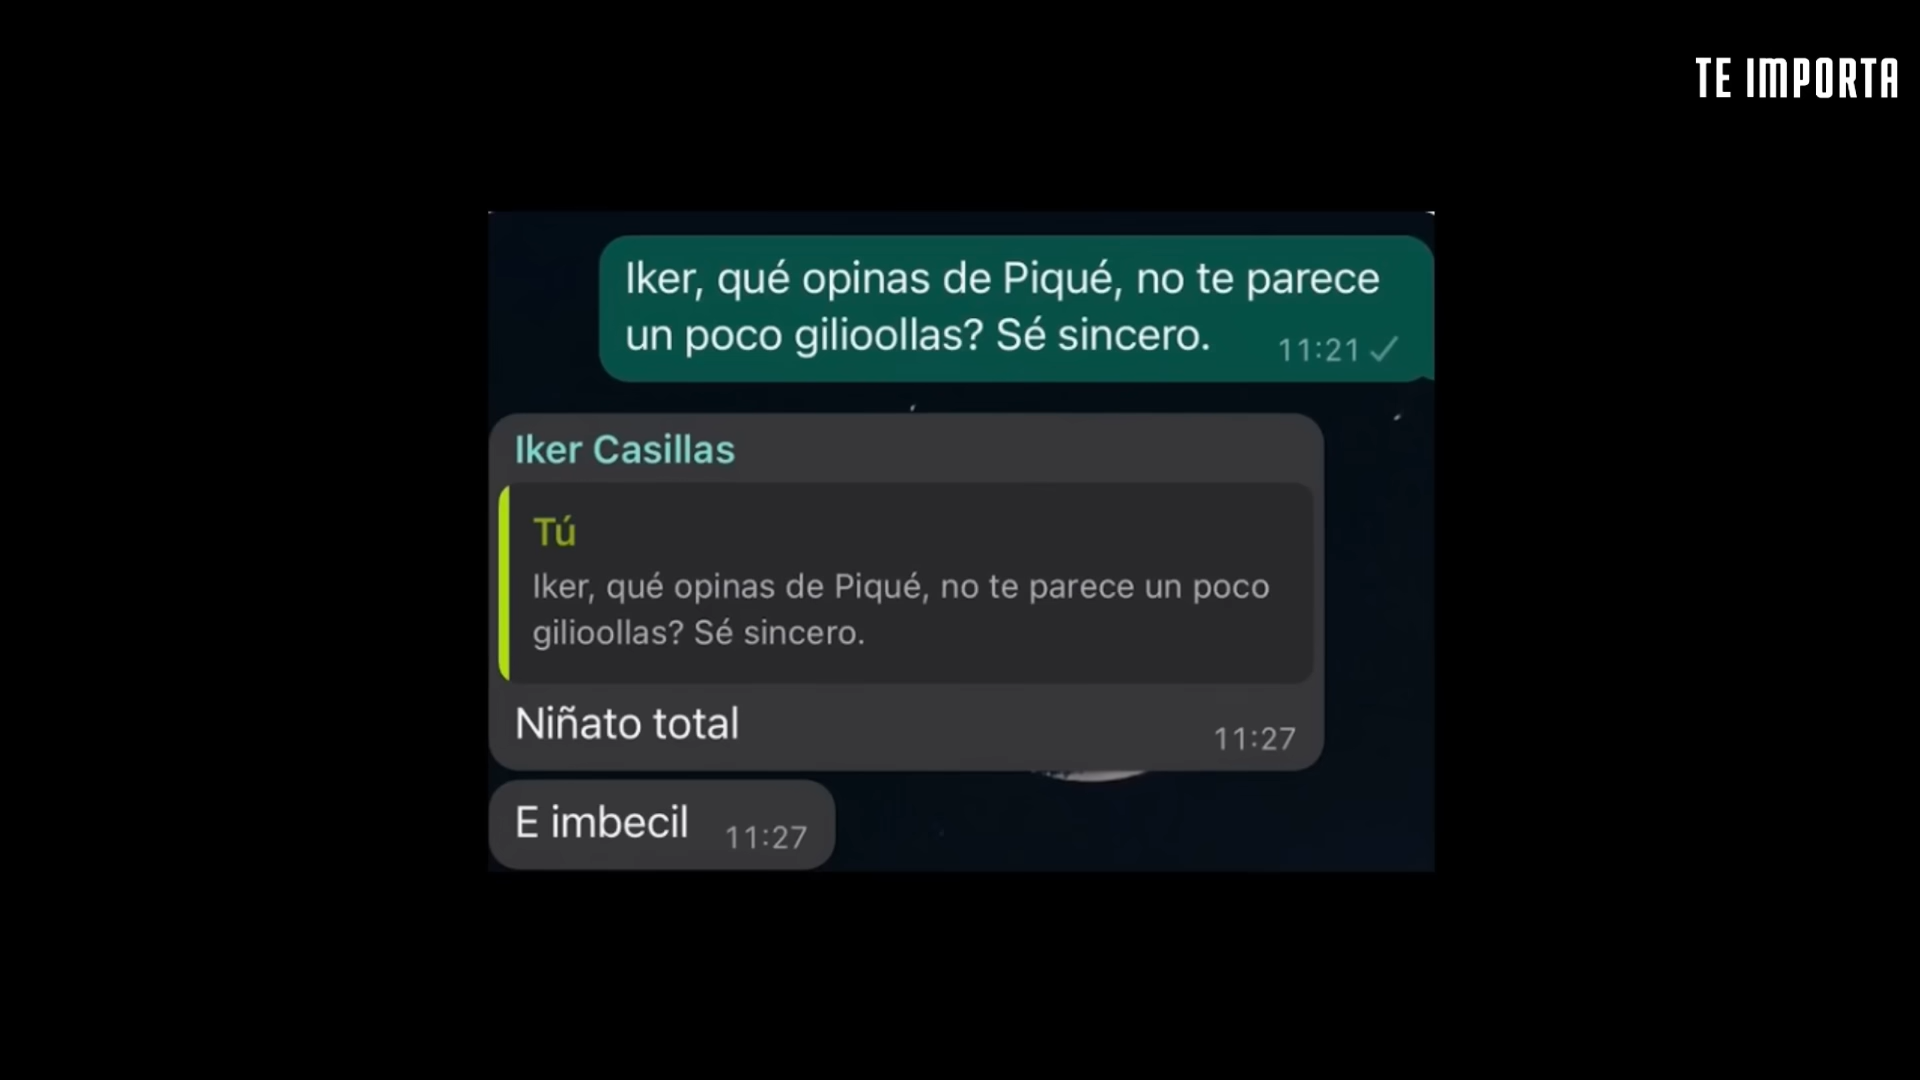 TE IMPORTA
Iker, qué opinas de Piqué, no te parece
un poco gilioollas? Sé sincero.
11:21
Iker Casillas
Tú
Iker, qué opinas de Piqué, no te parece un poco
gilioollas? Sé sincero.
Niñato total
11:27
E imbecil
11:27